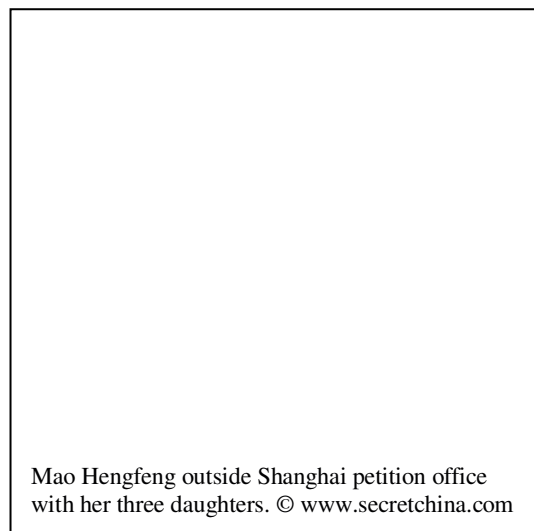 Mao Hengfeng outside Shanghai petition office
with her three daughters. © www.secretchina.com